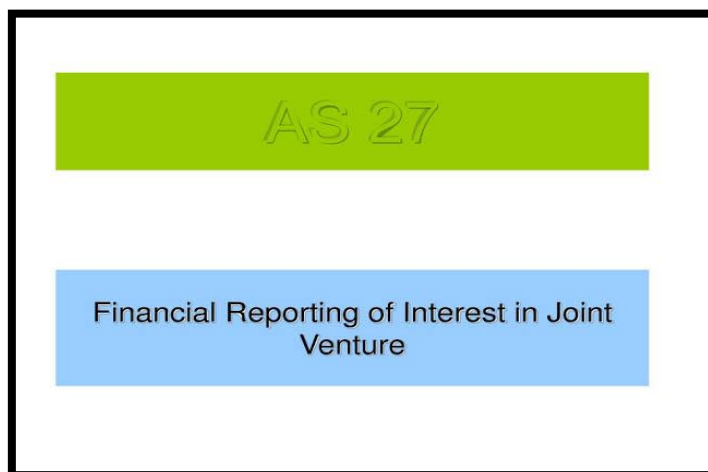 AS 27
Financial Reporting of Interest in Joint
Venture